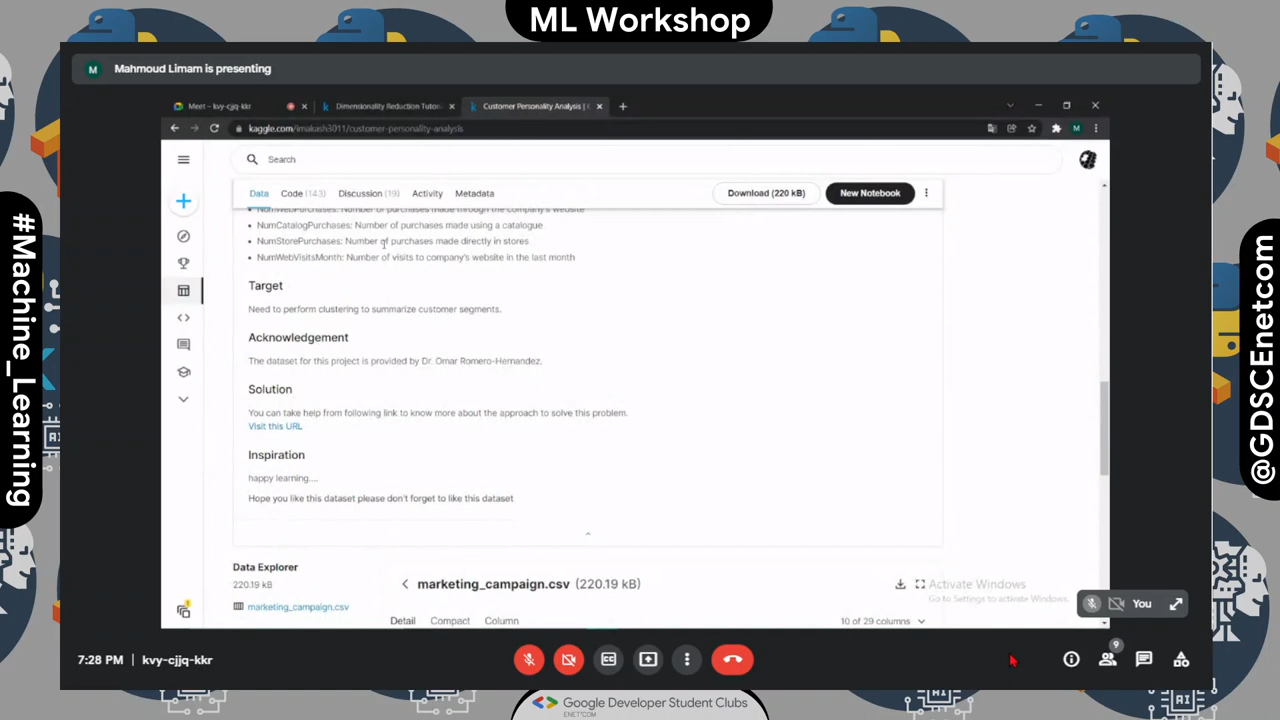 ML Workshop
#Machine_Learning
@GDSCEnetcom
M
Mahmoud Limam is presenting
Meet – kvy-cjjq-kkr
Dimensionality Reduction Tutor
Customer Personality Analysis |
kaggle.com/imakash3011/customer-personality-analysis
M
Search
Data
Code (143)
Discussion (19)
Activity
Metadata
Download (220 kB)
New Notebook
NumWebPurchases: Number of purchases made through the company's website
NumCatalogPurchases: Number of purchases made using a catalogue
NumStorePurchases: Number of purchases made directly in stores
NumWebVisitsMonth: Number of visits to company's website in the last month
Target
Need to perform clustering to summarize customer segments.
Acknowledgement
The dataset for this project is provided by Dr. Omar Romero-Hernandez.
Solution
You can take help from following link to know more about the approach to solve this problem.
Visit this URL
Inspiration
happy learning....
Hope you like this dataset please don't forget to like this dataset
Data Explorer
220.19 kB
marketing_campaign.csv
marketing_campaign.csv (220.19 kB)
Detail
Compact
Column
10 of 29 columns
Activate Windows
Go to Settings to activate Windows.
You
7:28 PM | kvy-cjjq-kkr
9
Google Developer Student Clubs
ENET'COM
AI
AI
AI